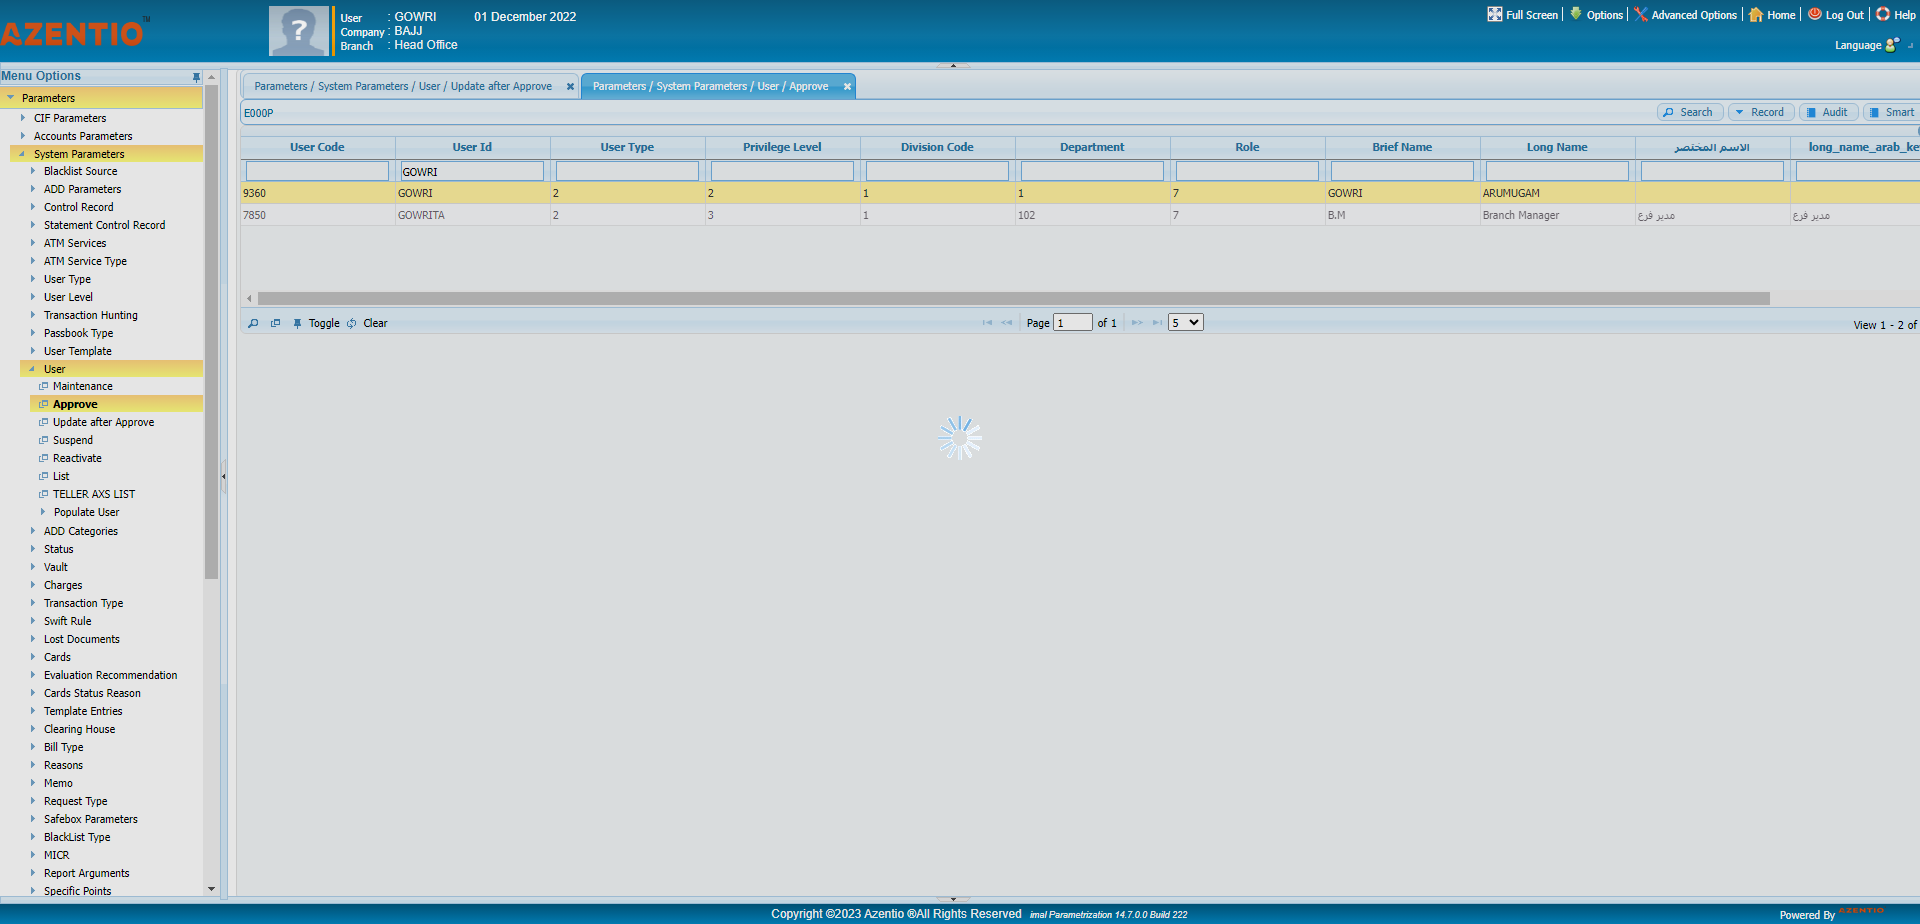 AZENTIO™
User : GOWRI 01 December 2022
Company : BAJJ
Branch : Head Office
Full Screen | Options | Advanced Options | Home | Log Out | Help
Language
Menu Options
Parameters
CIF Parameters
Accounts Parameters
System Parameters
Blacklist Source
ADD Parameters
Control Record
Statement Control Record
ATM Services
ATM Service Type
User Type
User Level
Transaction Hunting
Passbook Type
User Template
User
Maintenance
Approve
Update after Approve
Suspend
Reactivate
List
TELLER AXS LIST
Populate User
ADD Categories
Status
Vault
Charges
Transaction Type
Swift Rule
Lost Documents
Cards
Evaluation Recommendation
Cards Status Reason
Template Entries
Clearing House
Bill Type
Reasons
Memo
Request Type
Safebox Parameters
BlackList Type
MICR
Report Arguments
Specific Points
Parameters / System Parameters / User / Update after Approve
Parameters / System Parameters / User / Approve
E000P
Search Record Audit Smart
User Code User Id User Type Privilege Level Division Code Department Role Brief Name Long Name الاسم المختصر long_name_arab_ke
GOWRI
9360 GOWRI 2 2 1 1 7 GOWRI ARUMUGAM
7850 GOWRITA 2 3 1 102 7 B.M Branch Manager مدير فرع مدير فرع
Toggle Clear Page 1 of 1 5 View 1 - 2 of
Copyright ©2023 Azentio ®All Rights Reserved imal Parametrization 14.7.0.0 Build 222
Powered By AZENTIO